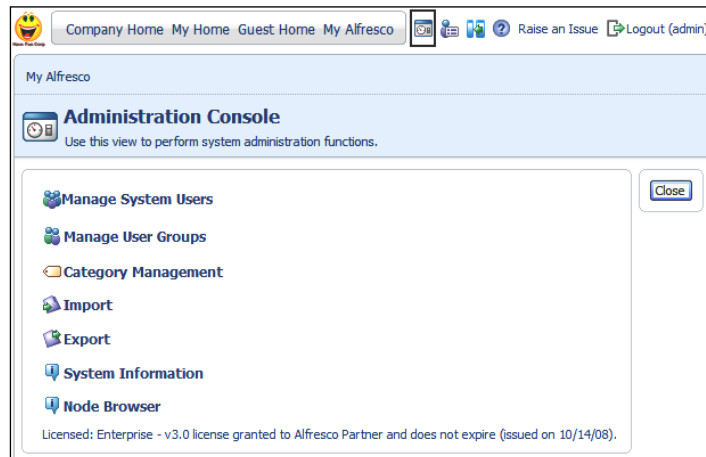 Company Home My Home Guest Home My Alfresco Raise an Issue Logout (admin)
Have Fun Corp
My Alfresco
Administration Console
Use this view to perform system administration functions.
Close
Manage System Users
Manage User Groups
Category Management
Import
Export
System Information
Node Browser
Licensed: Enterprise - v3.0 license granted to Alfresco Partner and does not expire (issued on 10/14/08).